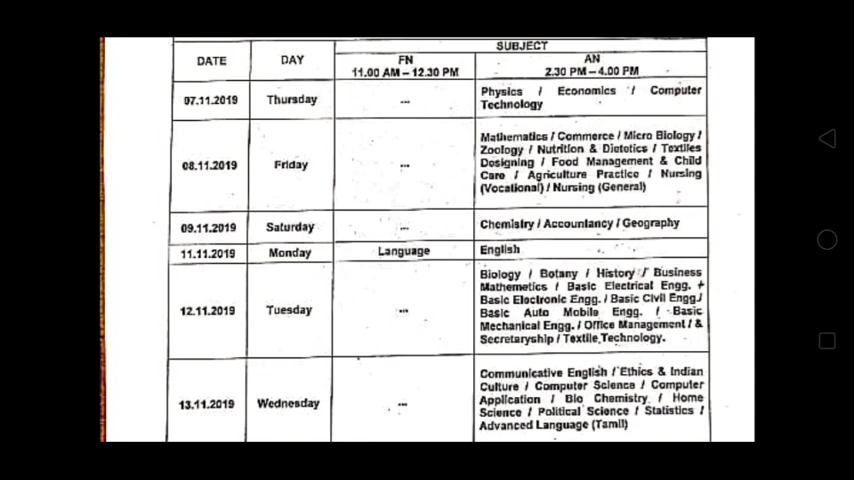 SUBJECT
DATE DAY FN AN
11.00 AM – 12.30 PM 2.30 PM – 4.00 PM
07.11.2019 Thursday --- Physics / Economics / Computer
Technology
08.11.2019 Friday --- Mathematics / Commerce / Micro Biology /
Zoology / Nutrition & Dietetics / Textiles
Designing / Food Management & Child
Care / Agriculture Practice / Nursing
(Vocational) / Nursing (General)
09.11.2019 Saturday --- Chemistry / Accountancy / Geography
11.11.2019 Monday Language English
12.11.2019 Tuesday --- Biology / Botany / History / Business
Mathemetics / Basic Electrical Engg. +
Basic Electronic Engg. / Basic Civil Engg /
Basic Auto Mobile Engg. / Basic
Mechanical Engg. / Office Management / &
Secretaryship / Textile Technology.
13.11.2019 Wednesday --- Communicative English / Ethics & Indian
Culture / Computer Science / Computer
Application / Bio Chemistry / Home
Science / Political Science / Statistics /
Advanced Language (Tamil)